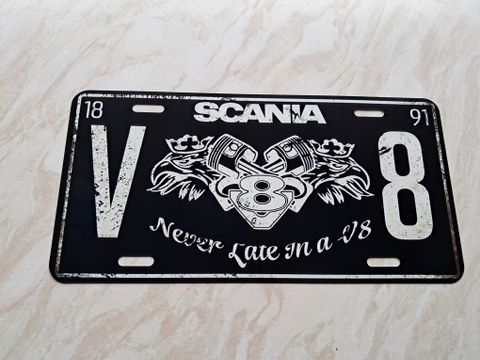 18 SCANIA 91
V 8 8
Never Late In a V8